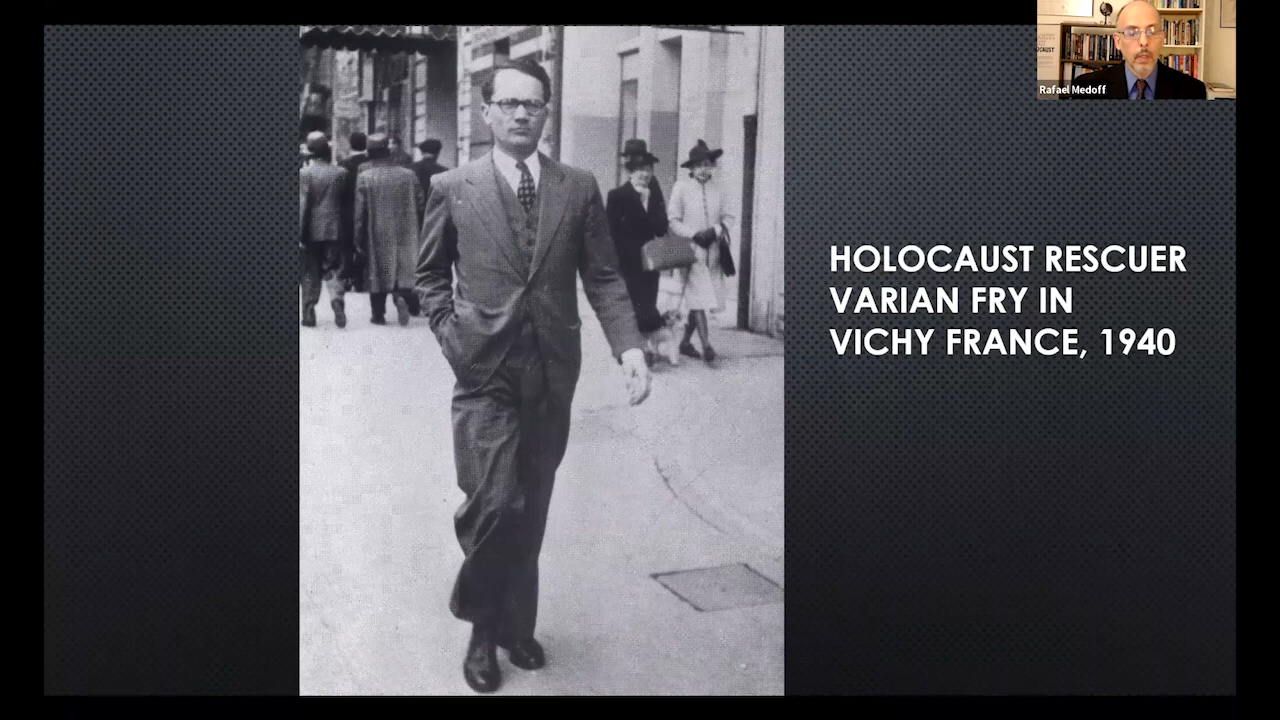 Rafael Medoff
HOLOCAUST RESCUER
VARIAN FRY IN
VICHY FRANCE, 1940